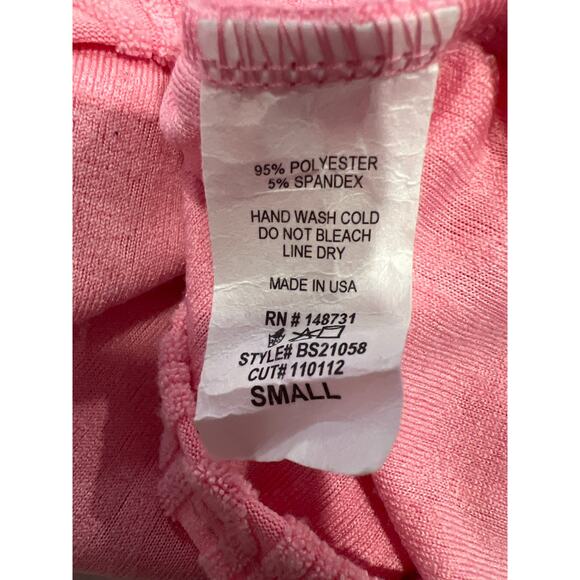 95% POLYESTER
5% SPANDEX
HAND WASH COLD
DO NOT BLEACH
LINE DRY
MADE IN USA
RN # 148731
STYLE# BS21058
CUT# 110112
SMALL